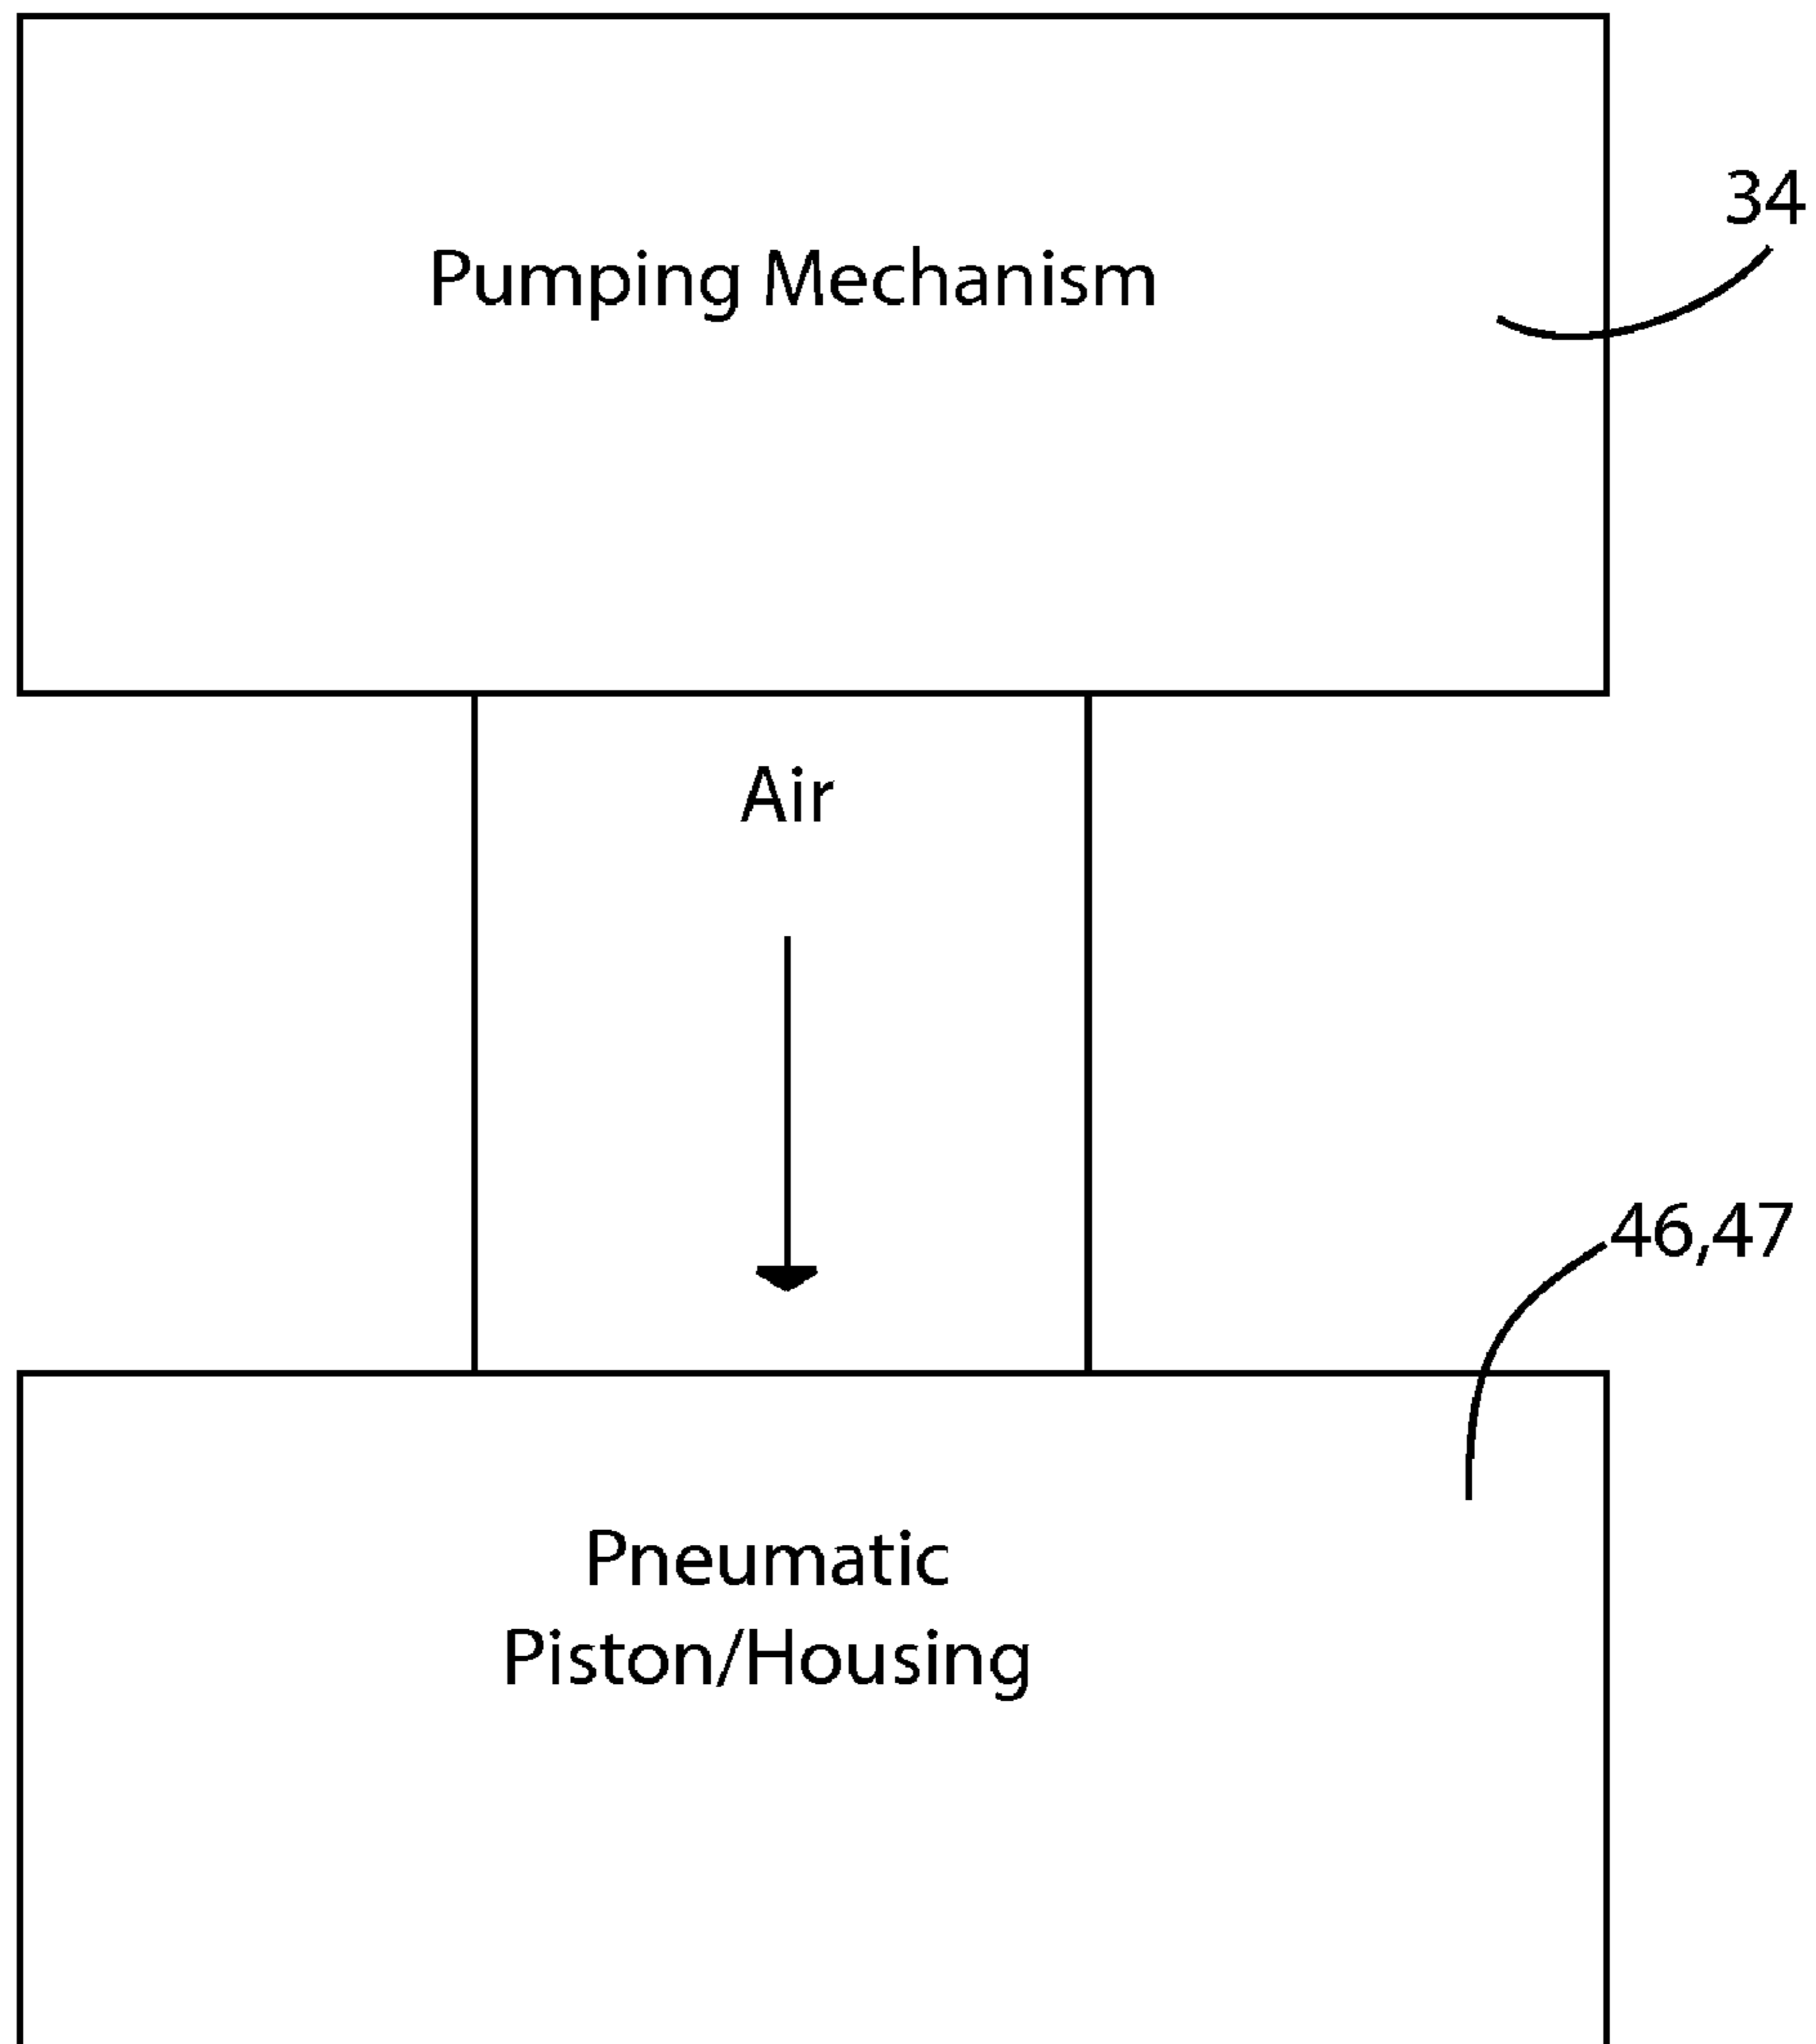 34
Pumping Mechanism
Air
46,47
Pneumatic
Piston/Housing